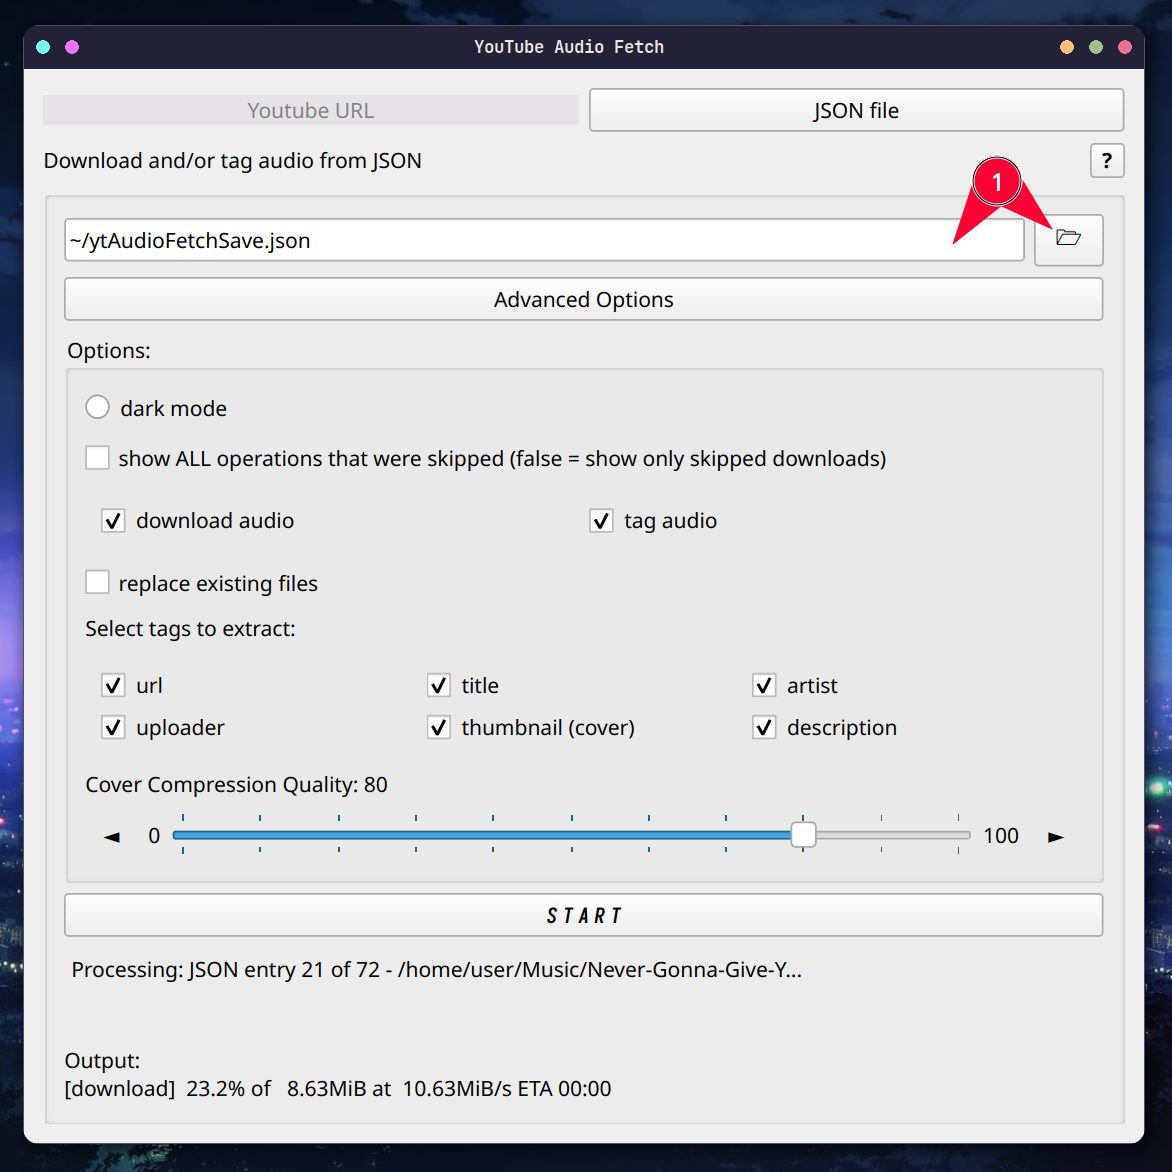 YouTube Audio Fetch
Youtube URL
JSON file
Download and/or tag audio from JSON
?
1
~/ytAudioFetchSave.json
Advanced Options
Options:
dark mode
show ALL operations that were skipped (false = show only skipped downloads)
download audio
tag audio
replace existing files
Select tags to extract:
url
title
artist
uploader
thumbnail (cover)
description
Cover Compression Quality: 80
0
100
START
Processing: JSON entry 21 of 72 - /home/user/Music/Never-Gonna-Give-Y...
Output:
[download]  23.2% of   8.63MiB at  10.63MiB/s ETA 00:00